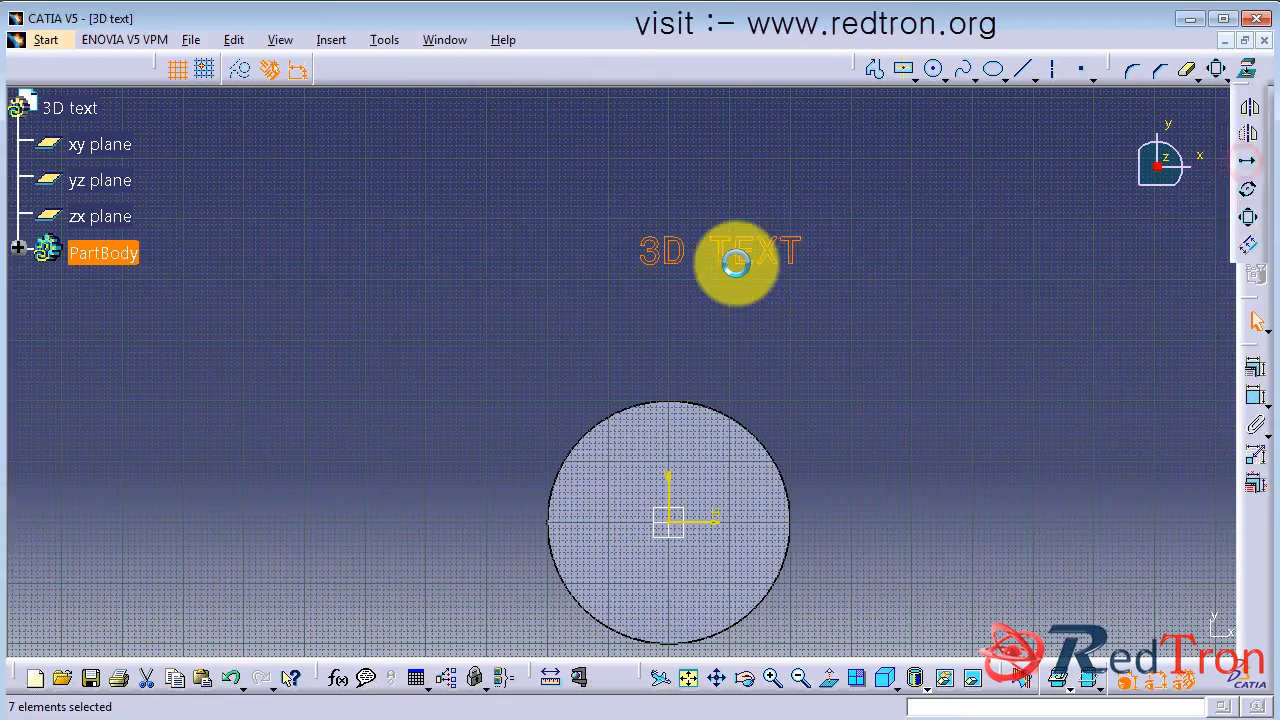 CATIA V5 - [3D text]
visit :- www.redtron.org
Start ENOVIA V5 VPM File Edit View Insert Tools Window Help
3D text
xy plane
yz plane
zx plane
PartBody
y
x
z
3D TEXT
H
y
x
RedTron
f(x)
CATIA
7 elements selected